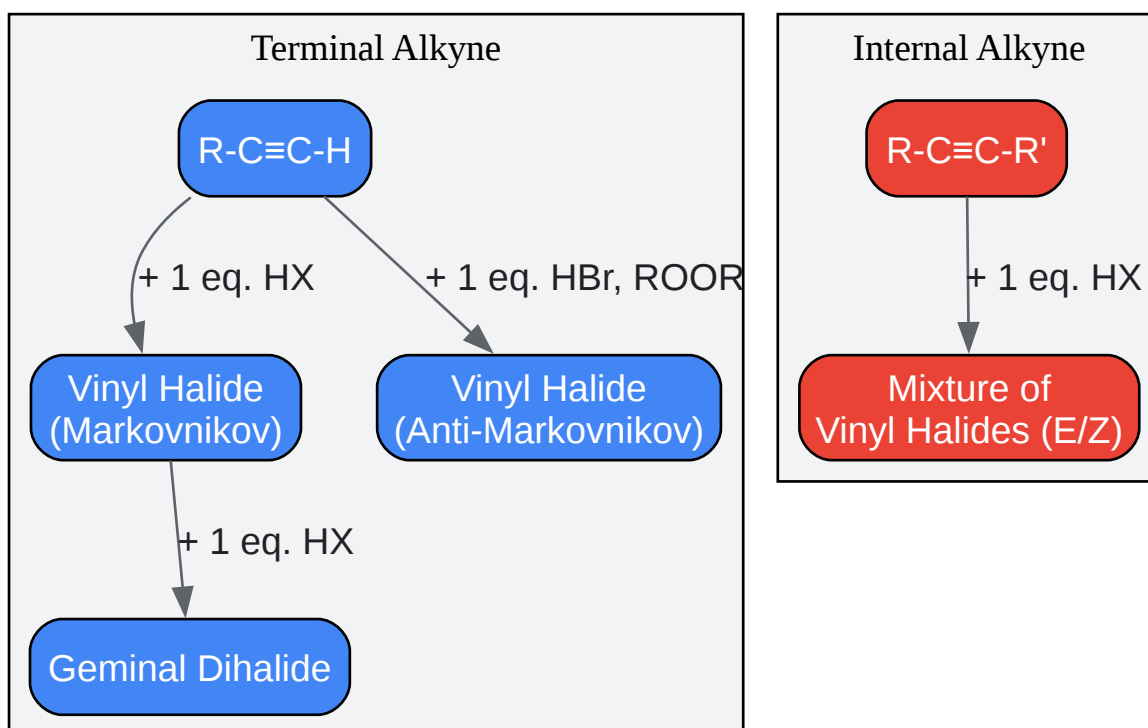 Terminal Alkyne
R-C≡C-H
+ 1 eq. HX
+ 1 eq. HBr, ROOR
Vinyl Halide
(Markovnikov)
Vinyl Halide
(Anti-Markovnikov)
+ 1 eq. HX
Geminal Dihalide
Internal Alkyne
R-C≡C-R'
+ 1 eq. HX
Mixture of
Vinyl Halides (E/Z)